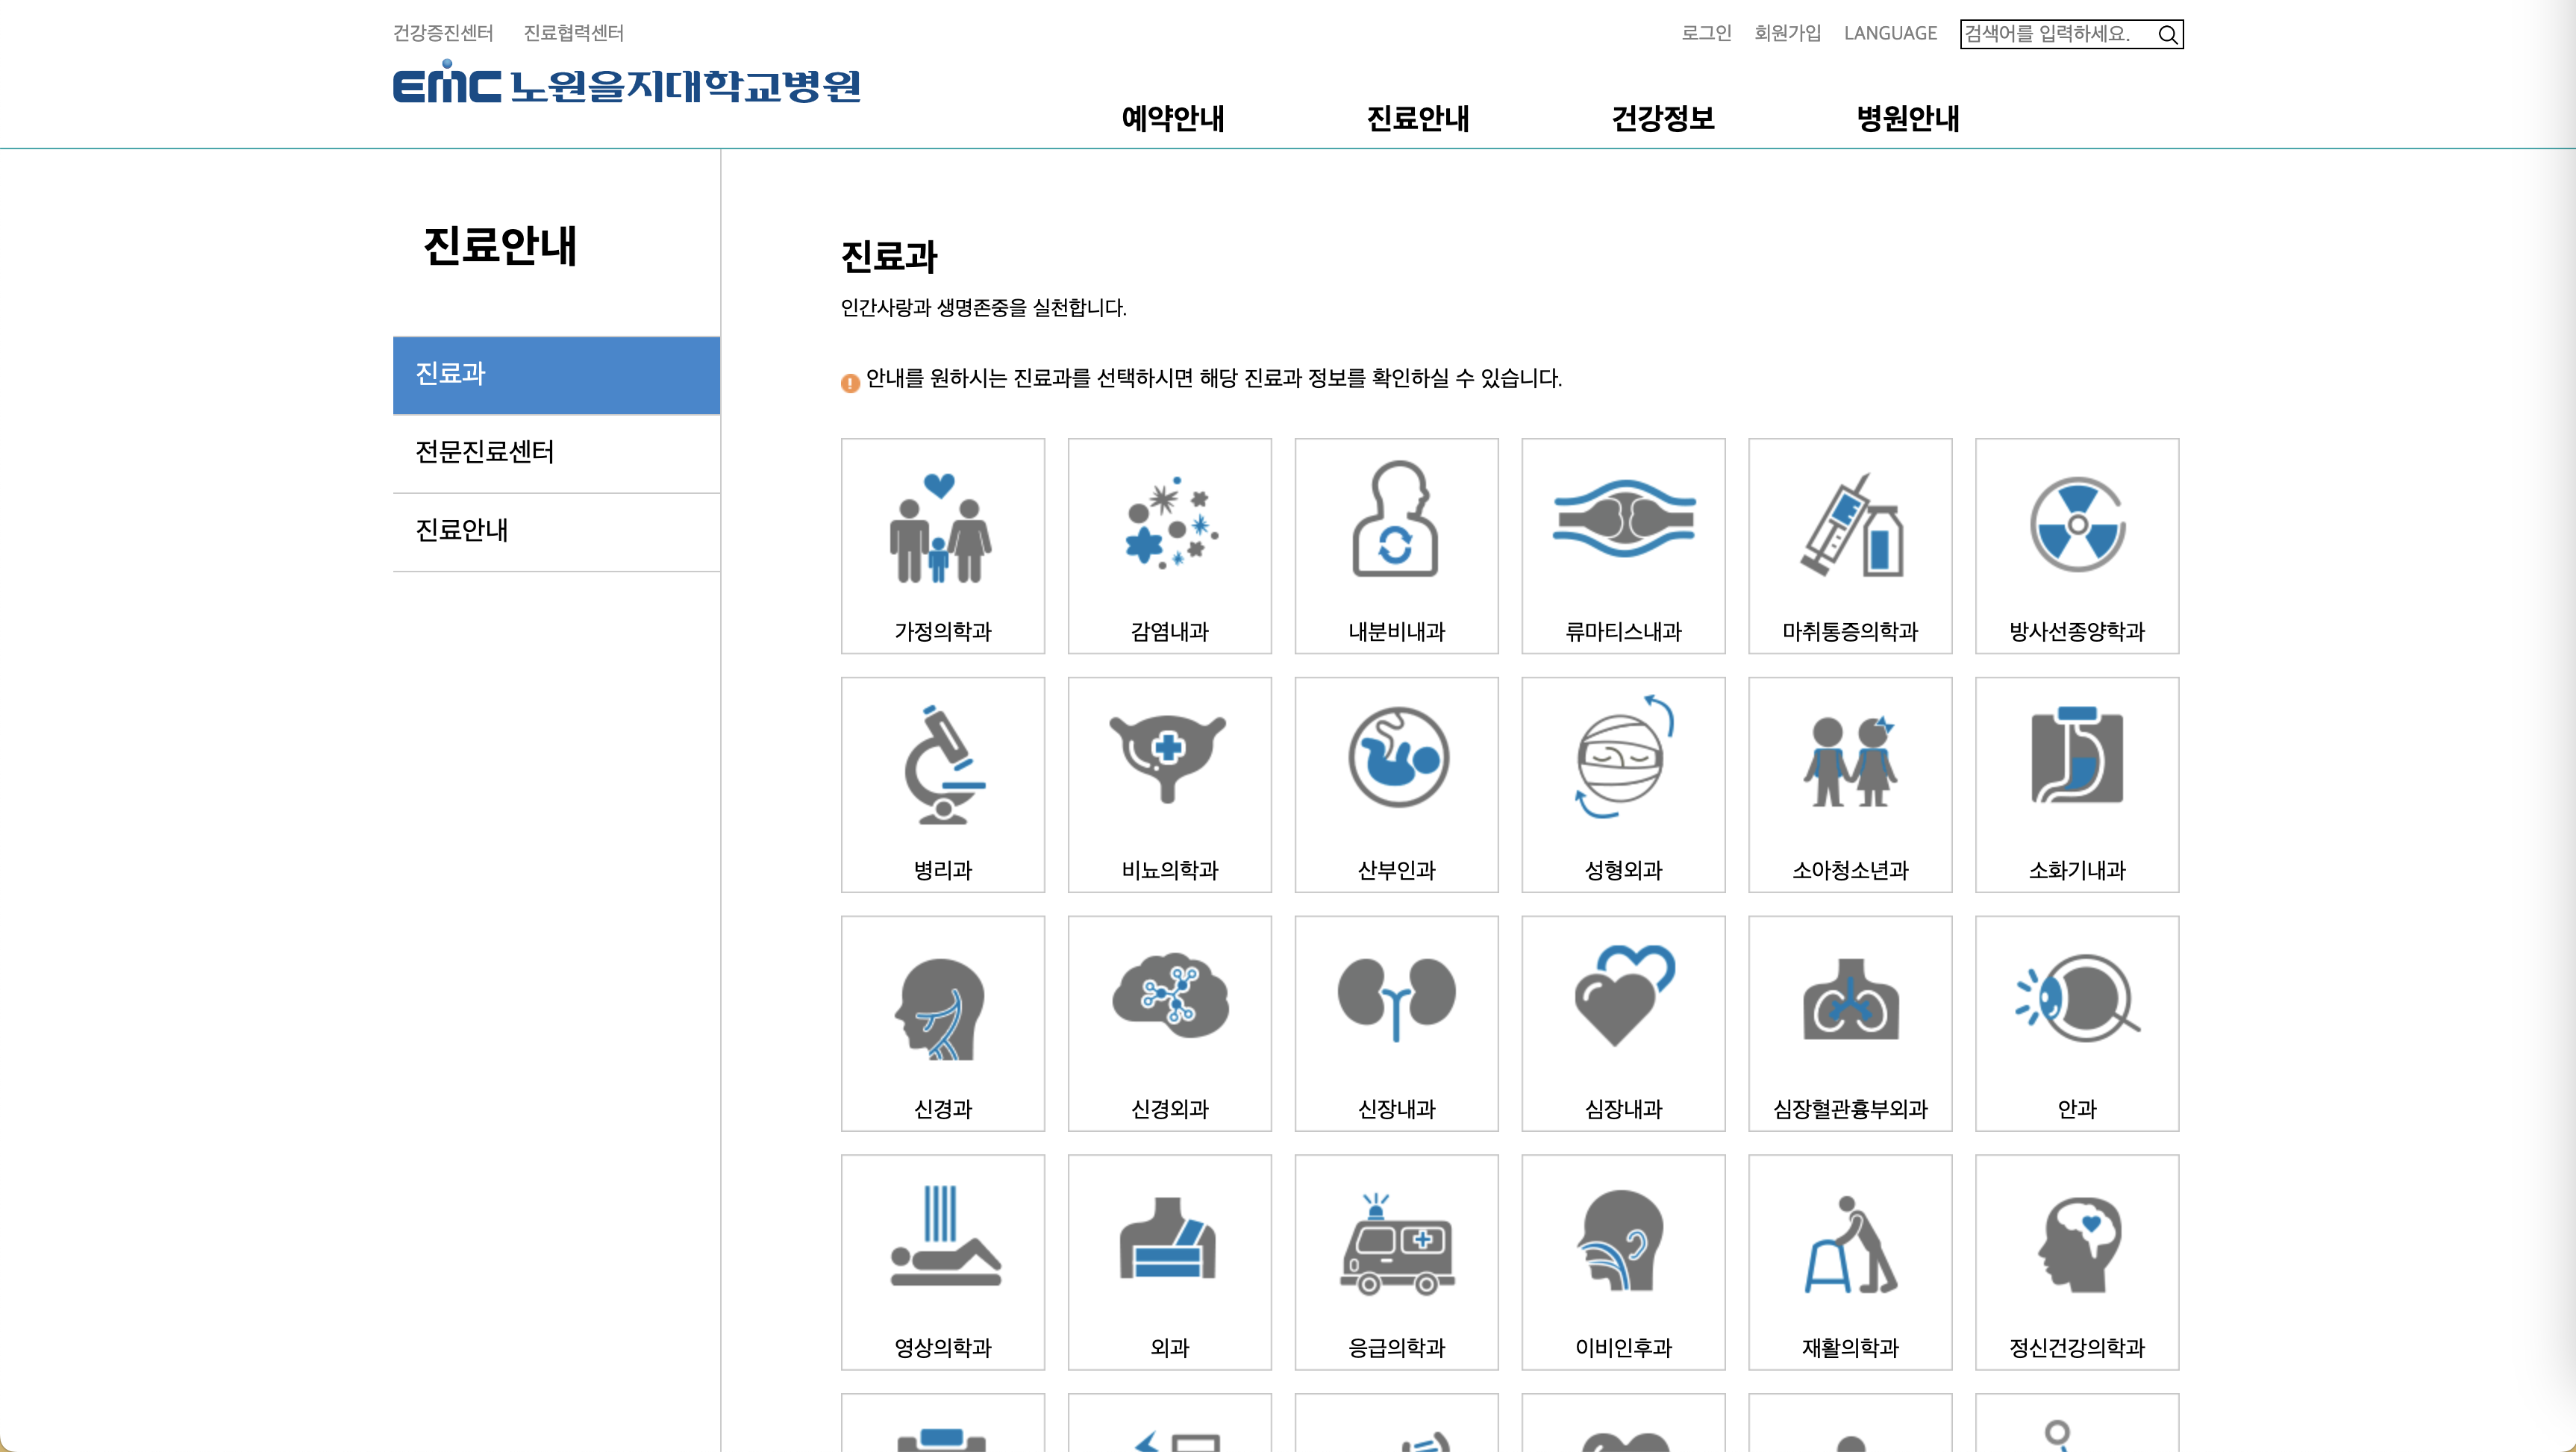 건강증진센터 진료협력센터
로그인 회원가입 LANGUAGE 검색어를 입력하세요.
EMC 노원을지대학교병원
예약안내 진료안내 건강정보 병원안내
진료안내
진료과
전문진료센터
진료안내
진료과
인간사랑과 생명존중을 실천합니다.
안내를 원하시는 진료과를 선택하시면 해당 진료과 정보를 확인하실 수 있습니다.
가정의학과 감염내과 내분비내과 류마티스내과 마취통증의학과 방사선종양학과
병리과 비뇨의학과 산부인과 성형외과 소아청소년과 소화기내과
신경과 신경외과 신장내과 심장내과 심장혈관흉부외과 안과
영상의학과 외과 응급의학과 이비인후과 재활의학과 정신건강의학과